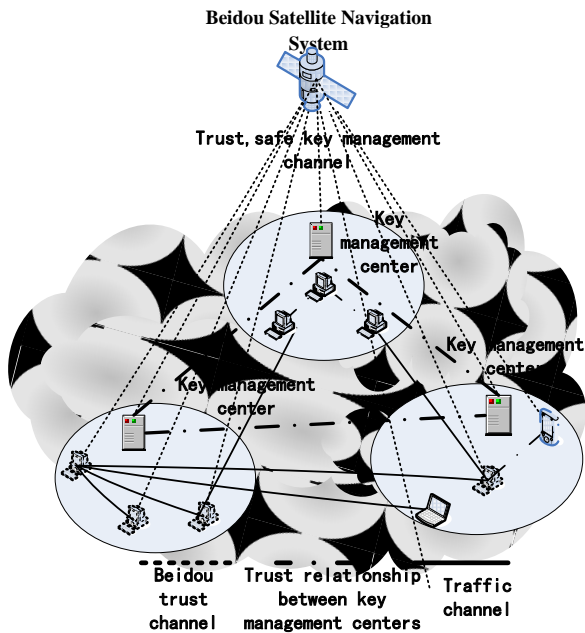 Beidou Satellite Navigation
System
Trust, safe key management
channel
Key
management
center
Key management
center
Key management
center
Beidou
trust
channel
Trust relationship
between key
management centers
Traffic
channel